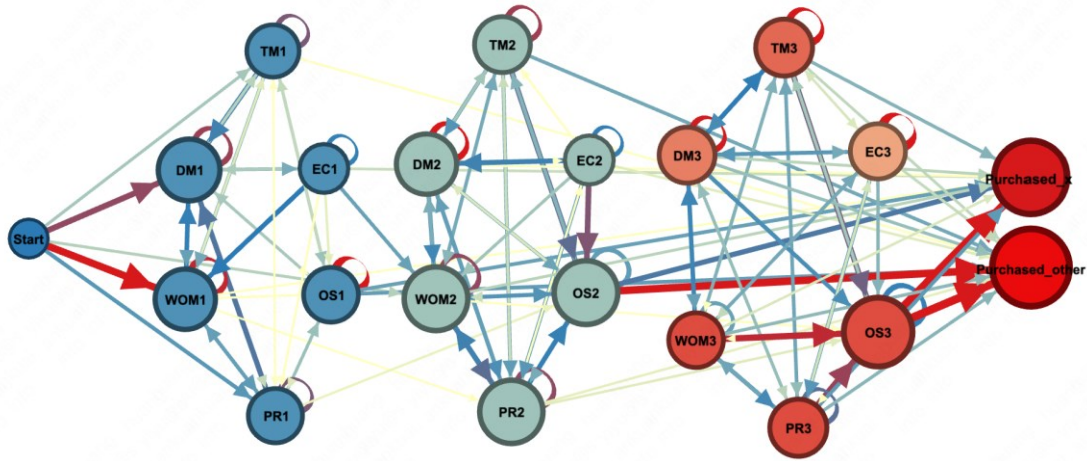 TM1
TM2
TM3
DM1
EC1
DM2
EC2
DM3
EC3
Purchased_x
Start
WOM1
OS1
WOM2
OS2
Purchased_other
WOM3
OS3
PR1
PR2
PR3